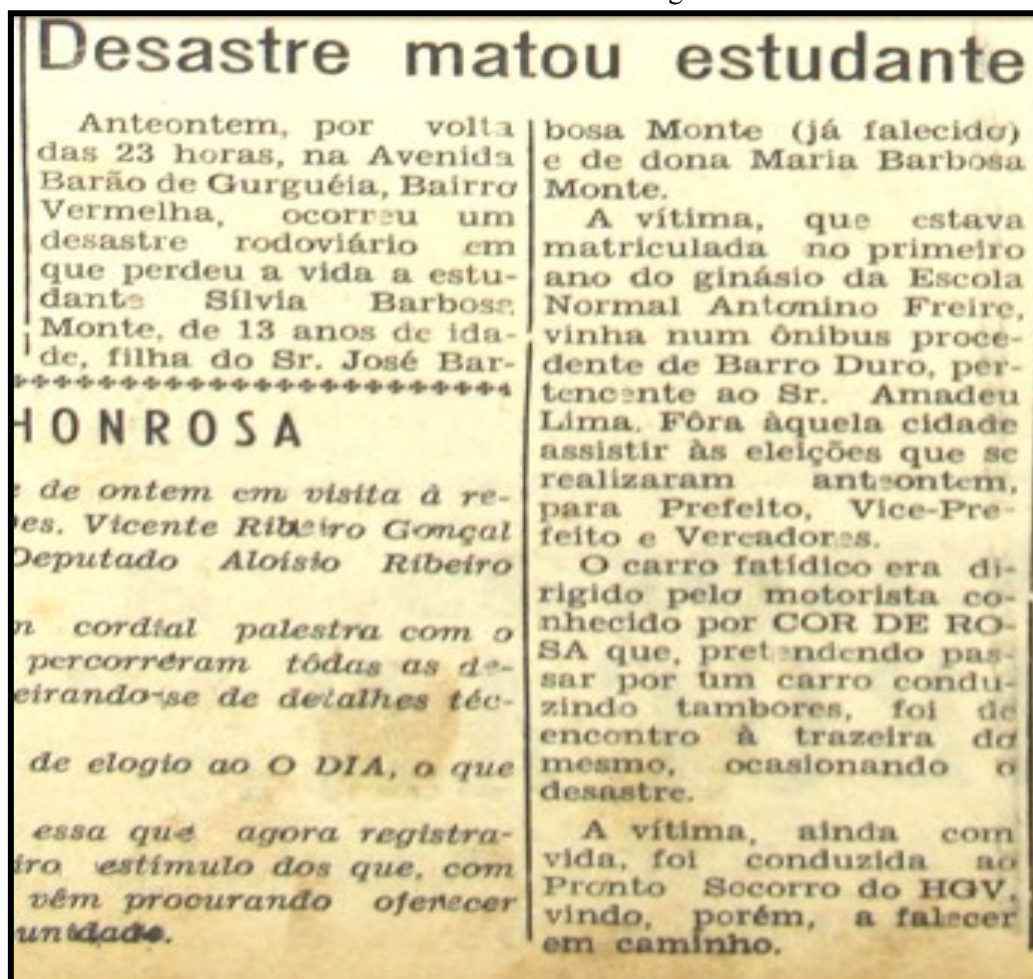 Desastre matou estudante
Anteontem, por volta
das 23 horas, na Avenida
Barão de Gurguéia, Bairro
Vermelha, ocorreu um
desastre rodoviário em
que perdeu a vida a estu-
dante Sílvia Barbosa
Monte, de 13 anos de ida-
de, filha do Sr. José Bar-
bosa Monte (já falecido)
e de dona Maria Barbosa
Monte.
A vítima, que estava
matriculada no primeiro
ano do ginásio da Escola
Normal Antonino Freire,
vinha num ônibus proce-
dente de Barro Duro, per-
tencente ao Sr. Amadeu
Lima. Fôra àquela cidade
assistir às eleições que se
realizaram anteontem,
para Prefeito, Vice-Pre-
feito e Vereadores.
O carro fatídico era di-
rigido pelo motorista co-
nhecido por COR DE RO-
SA que, pretendendo pas-
sar por um carro condu-
zindo tambores, foi de
encontro à trazeira do
mesmo, ocasionando o
desastre.
A vítima, ainda com
vida, foi conduzida ao
Pronto Socorro do HGV,
vindo, porém, a falecer
em caminho.
HONROSA
de ontem em visita à re-
es. Vicente Ribeiro Gonçal
Deputado Aloisio Ribeiro
cordial palestra com o
percorreram tôdas as de-
eirando-se de detalhes téc-
de elogio ao O DIA, o que
essa que agora registra-
iro estímulo dos que, com
vêm procurando oferecer
unidade.